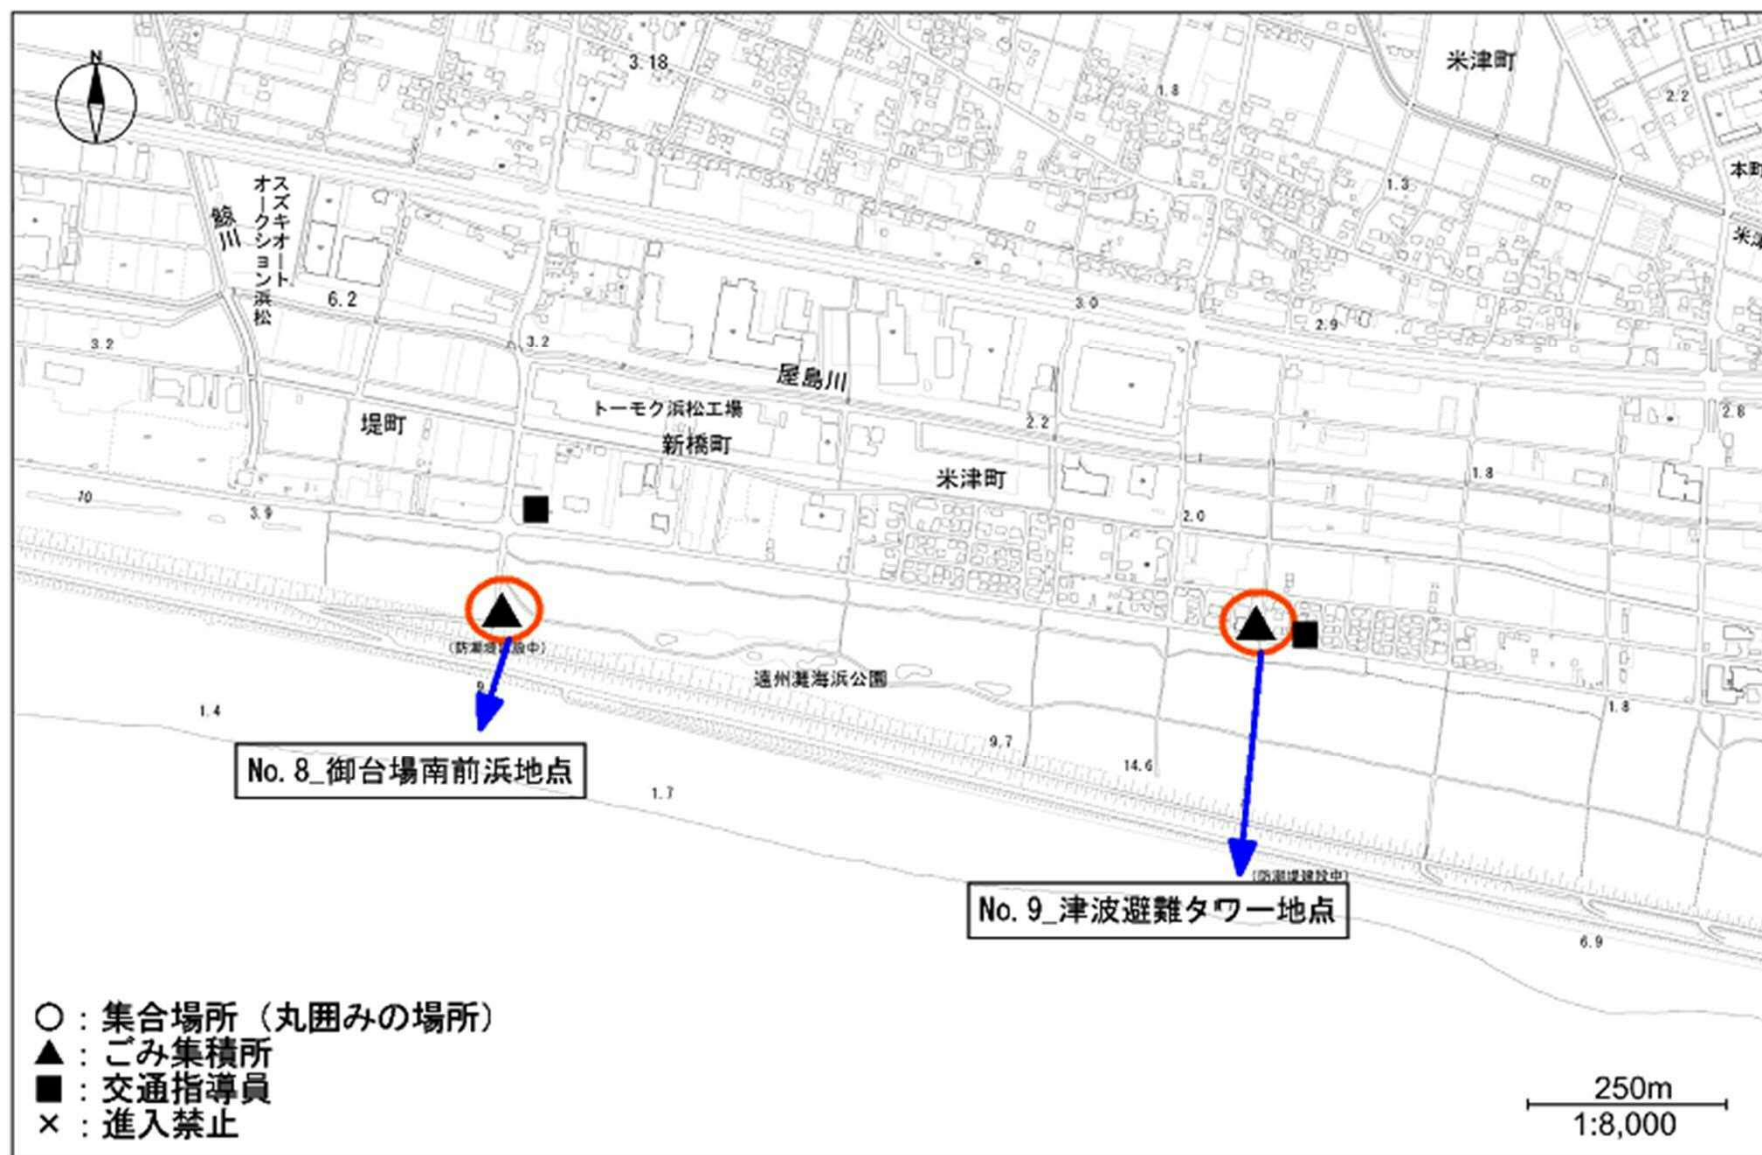 N
3.18
米津町
1.8
2.2
本町
1.3
米津
スズキオート
オークション浜松
鯨川
6.2
3.0
2.9
3.2
3.2
屋島川
トーモク浜松工場
2.8
堤町
2.2
新橋町
米津町
1.8
10
3.9
2.0
遠州灘海浜公園
1.8
1.4
9.7
14.6
No.8_御台場南前浜地点
1.7
(防潮堤建設中)
No.9_津波避難タワー地点
6.9
○：集合場所（丸囲みの場所）
▲：ごみ集積所
■：交通指導員
×：進入禁止
250m
1:8,000